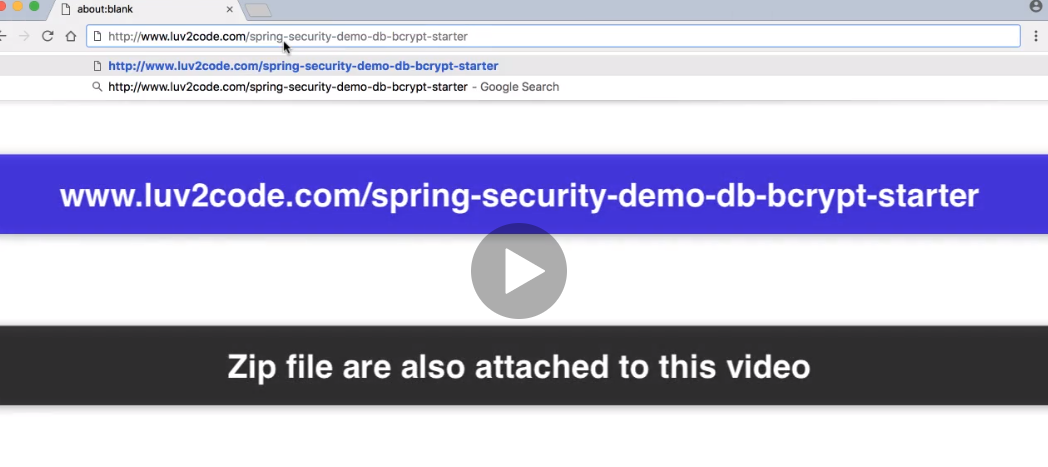 about:blank
http://www.luv2code.com/spring-security-demo-db-bcrypt-starter
http://www.luv2code.com/spring-security-demo-db-bcrypt-starter
http://www.luv2code.com/spring-security-demo-db-bcrypt-starter - Google Search
www.luv2code.com/spring-security-demo-db-bcrypt-starter
Zip file are also attached to this video